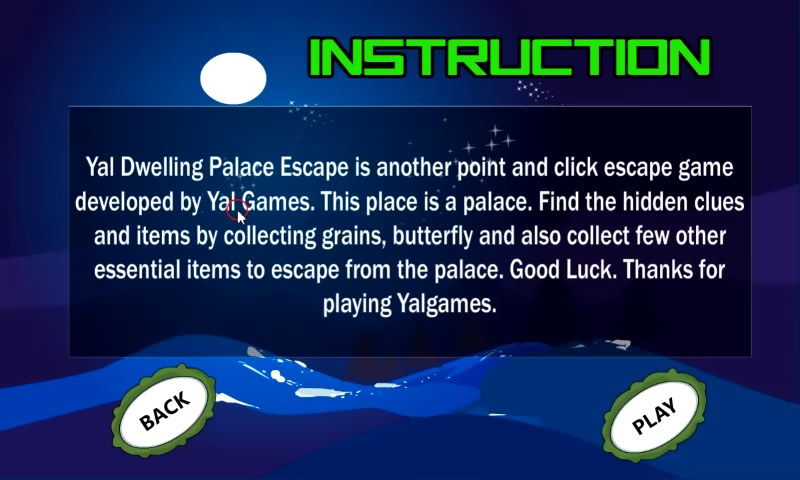 INSTRUCTION
Yal Dwelling Palace Escape is another point and click escape game
developed by Yal Games. This place is a palace. Find the hidden clues
and items by collecting grains, butterfly and also collect few other
essential items to escape from the palace. Good Luck. Thanks for
playing Yalgames.
BACK
PLAY